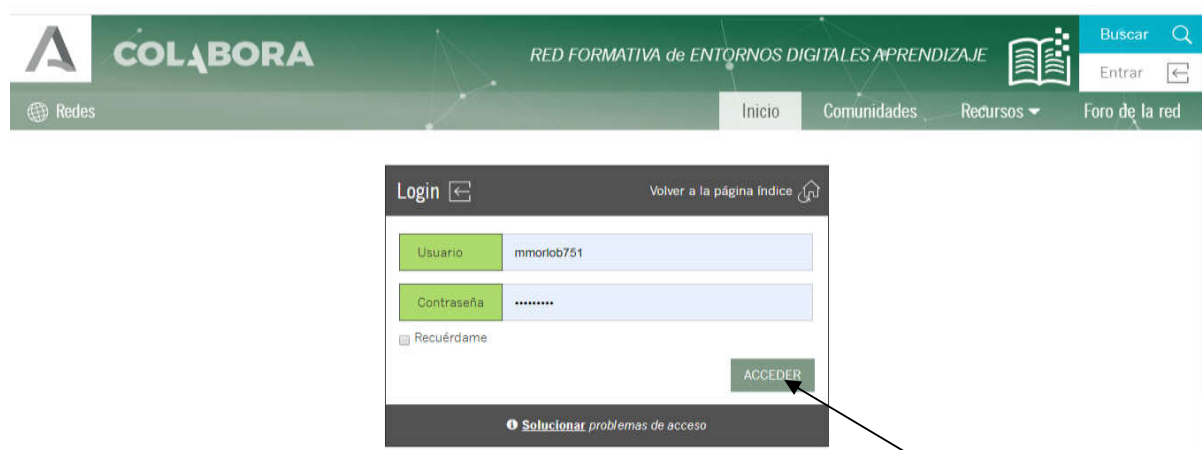 COLABORA
RED FORMATIVA de ENTORNOS DIGITALES APRENDIZAJE
Buscar
Entrar
Redes
Inicio
Comunidades
Recursos
Foro de la red
Login
Volver a la página índice
Usuario
mmorlob751
Contraseña
•••••••••
Recuérdame
ACCEDER
Solucionar problemas de acceso